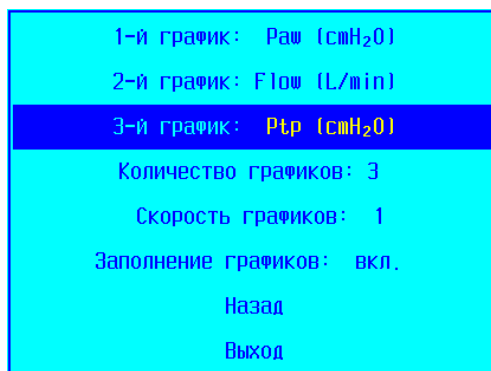 1-й график: Paw (cmH₂O)
2-й график: Flow (L/min)
3-й график: Ptp (cmH₂O)
Количество графиков: 3
Скорость графиков: 1
Заполнение графиков: вкл.
Назад
Выход